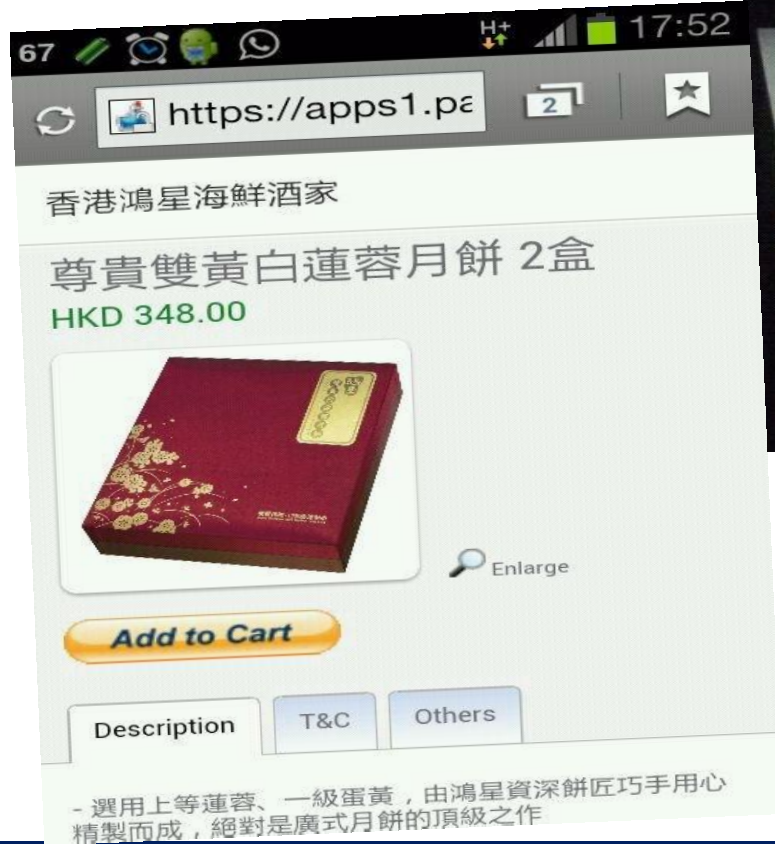 67
H+
17:52
https://apps1.pa
2
香港鴻星海鮮酒家
尊貴雙黃白蓮蓉月餅 2盒
HKD 348.00
Enlarge
Add to Cart
Description
T&C
Others
- 選用上等蓮蓉、一級蛋黃，由鴻星資深餅匠巧手用心
精製而成，絕對是廣式月餅的頂級之作